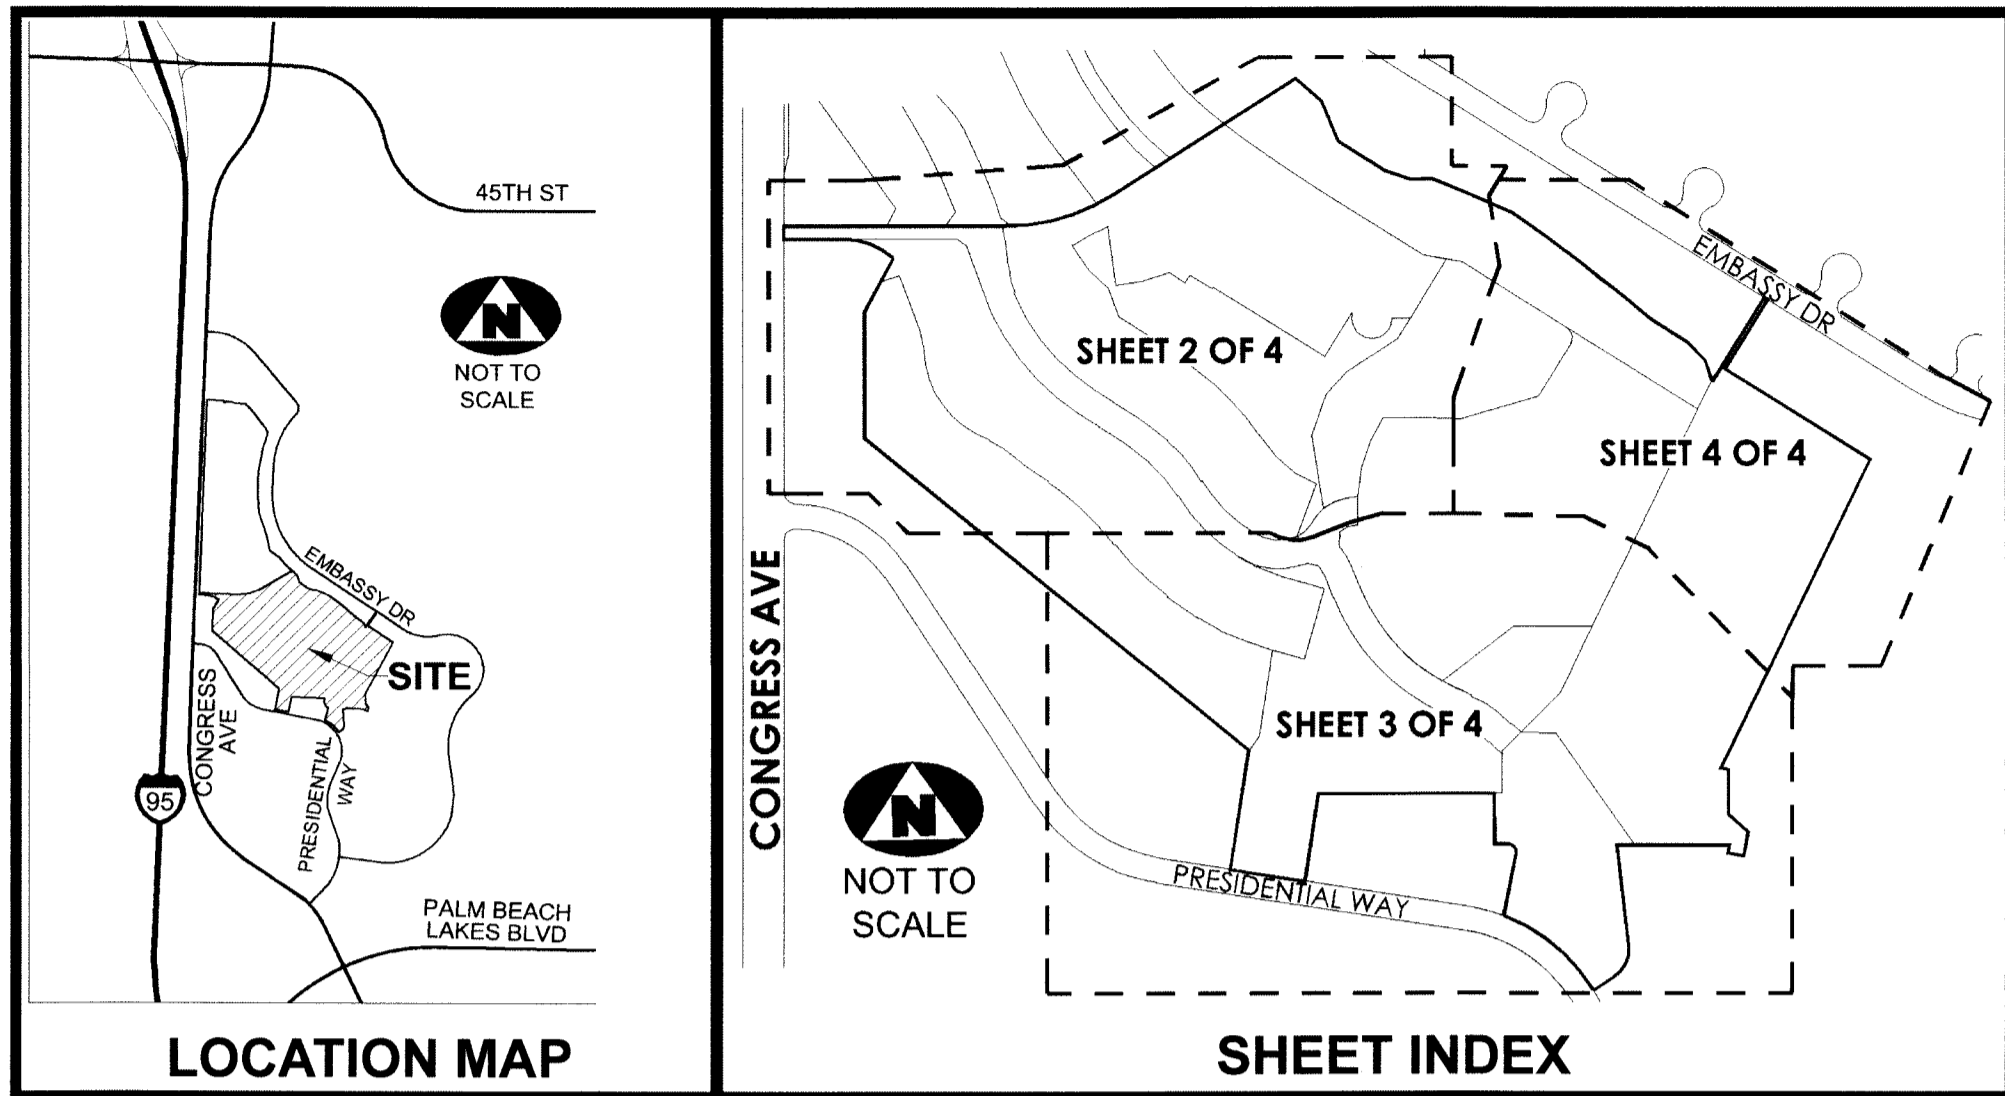 45TH ST
N
NOT TO
SCALE
EMBASSY DR
SITE
CONGRESS
AVE
PRESIDENTIAL
WAY
95
PALM BEACH
LAKES BLVD
LOCATION MAP
EMBASSY DR
SHEET 2 OF 4
SHEET 4 OF 4
CONGRESS AVE
SHEET 3 OF 4
N
NOT TO
SCALE
PRESIDENTIAL WAY
SHEET INDEX